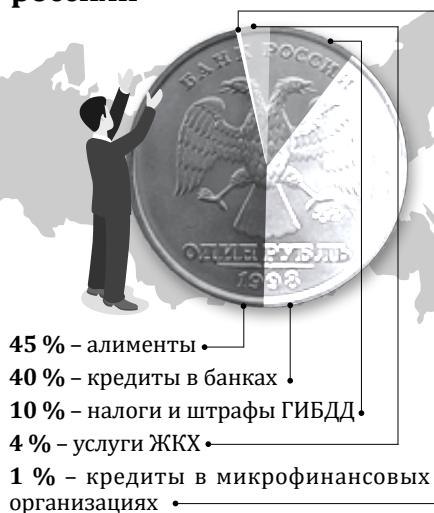 БАНК РОССИИ
ОДИН РУБЛЬ
1998
45 % – алименты
40 % – кредиты в банках
10 % – налоги и штрафы ГИБДД
4 % – услуги ЖКХ
1 % – кредиты в микрофинансовых
организациях